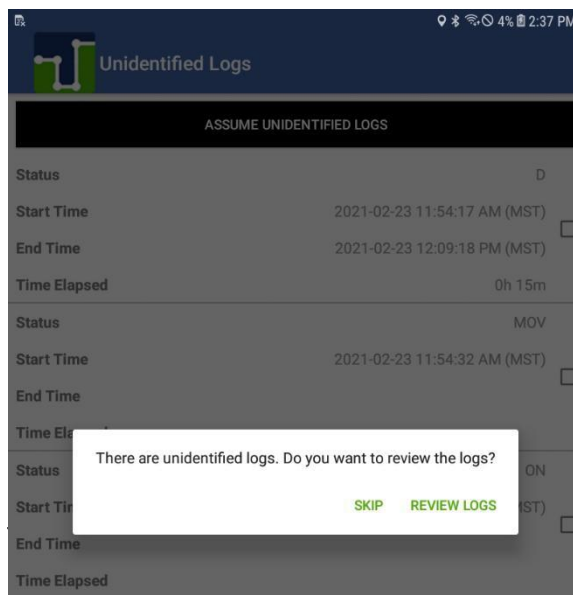 4% 2:37 PM
Unidentified Logs
ASSUME UNIDENTIFIED LOGS
Status D
Start Time 2021-02-23 11:54:17 AM (MST)
End Time 2021-02-23 12:09:18 PM (MST)
Time Elapsed 0h 15m
Status MOV
Start Time 2021-02-23 11:54:32 AM (MST)
End Time
Time
There are unidentified logs. Do you want to review the logs?
Status ON
SKIP REVIEW LOGS
Start
End Time
Time Elapsed